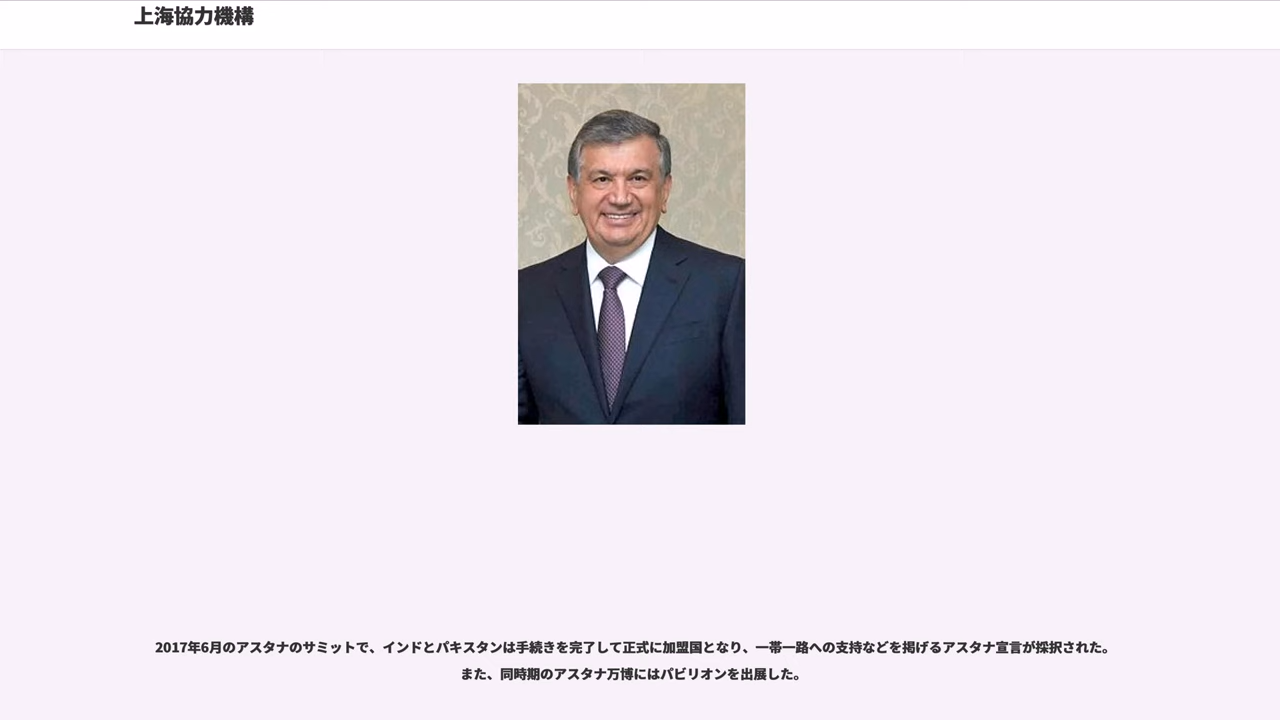 上海協力機構
2017年6月のアスタナのサミットで、インドとパキスタンは手続きを完了して正式に加盟国となり、一帯一路への支持などを掲げるアスタナ宣言が採択された。
また、同時期のアスタナ万博にはパビリオンを出展した。